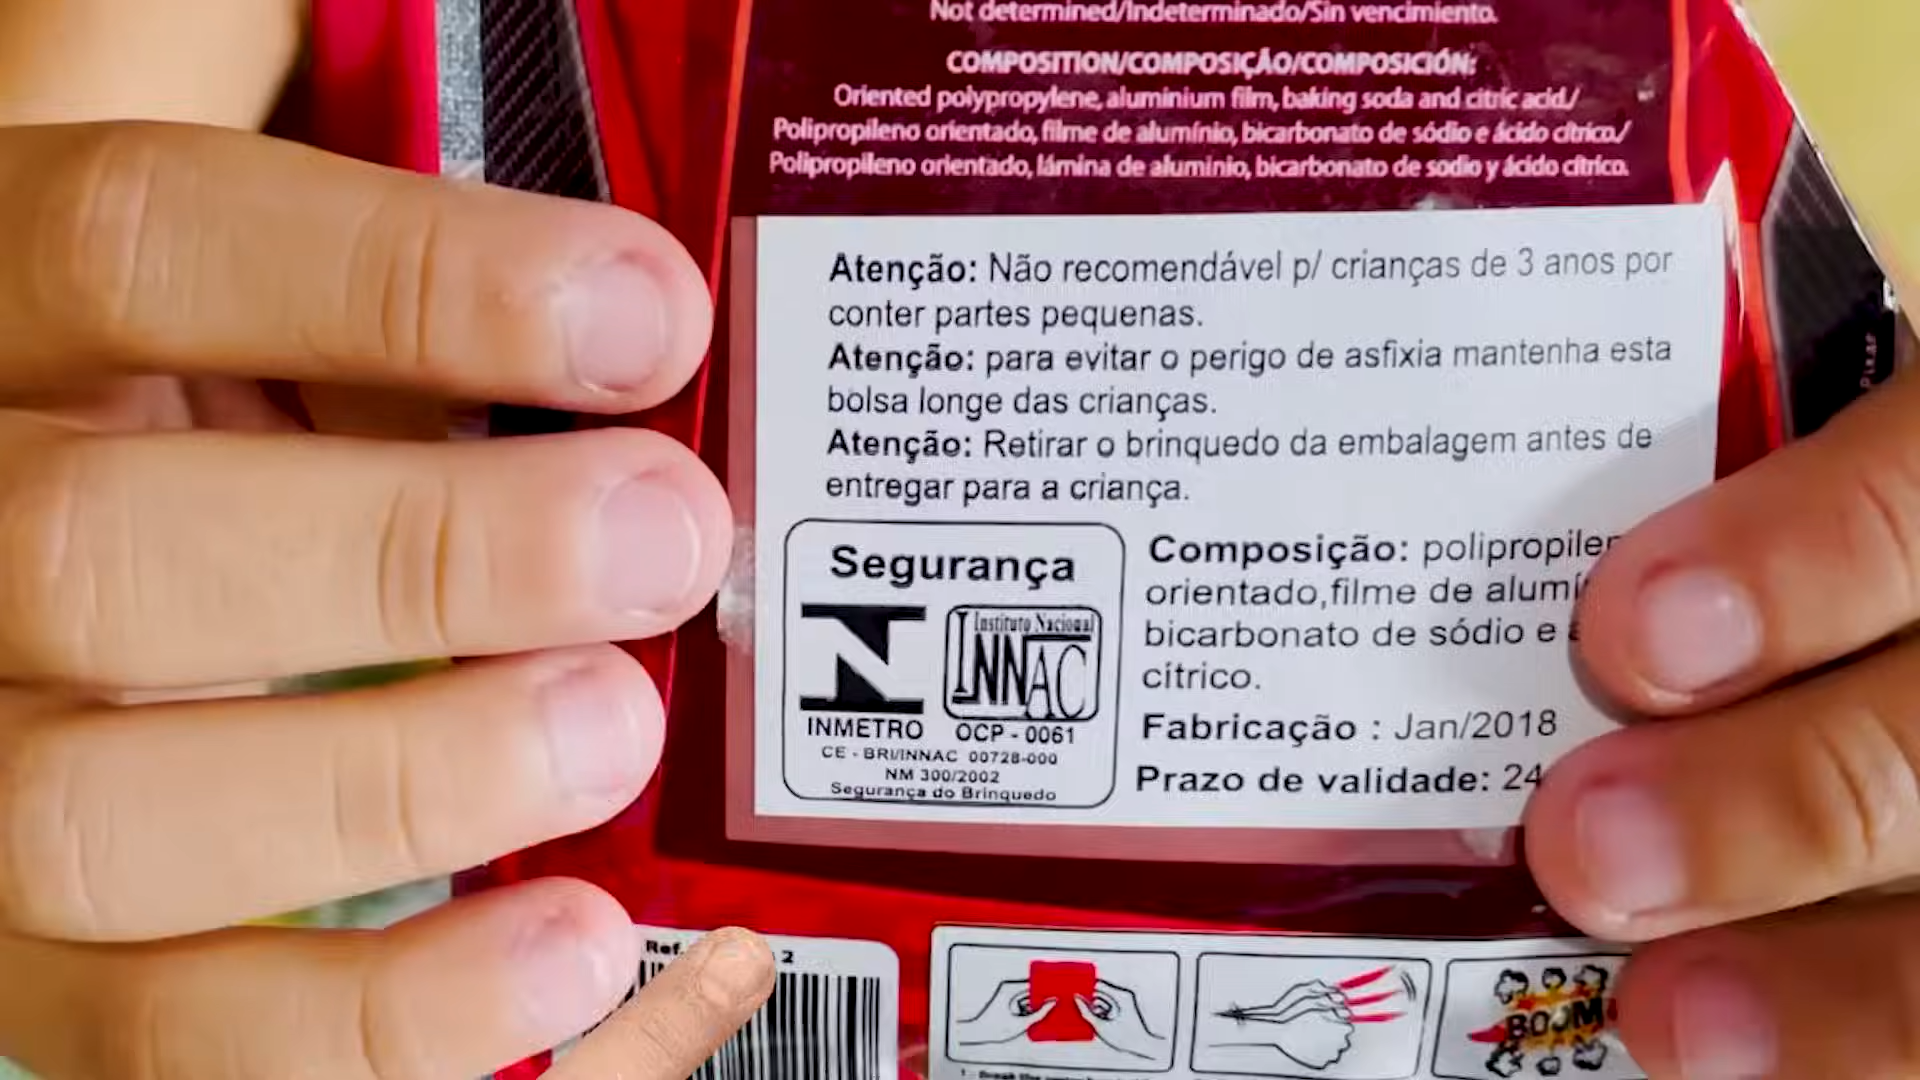 Not determined/Indeterminado/Sin vencimiento.
COMPOSITION/COMPOSIÇÃO/COMPOSICIÓN:
Oriented polypropylene, aluminium film, baking soda and citric acid./
Polipropileno orientado, filme de alumínio, bicarbonato de sódio e ácido cítrico./
Polipropileno orientado, lámina de aluminio, bicarbonato de sodio y ácido cítrico.
Atenção: Não recomendável p/ crianças de 3 anos por
conter partes pequenas.
Atenção: para evitar o perigo de asfixia mantenha esta
bolsa longe das crianças.
Atenção: Retirar o brinquedo da embalagem antes de
entregar para a criança.
Segurança
Instituto Nacional
INNAC
INMETRO OCP - 0061
CE - BRI/INNAC 00728-000
NM 300/2002
Segurança do Brinquedo
Composição:
orientado,filme de
bicarbonato de sódio e
cítrico.
Fabricação : Jan/2018
Prazo de validade: 24
Ref. 2
BOOM